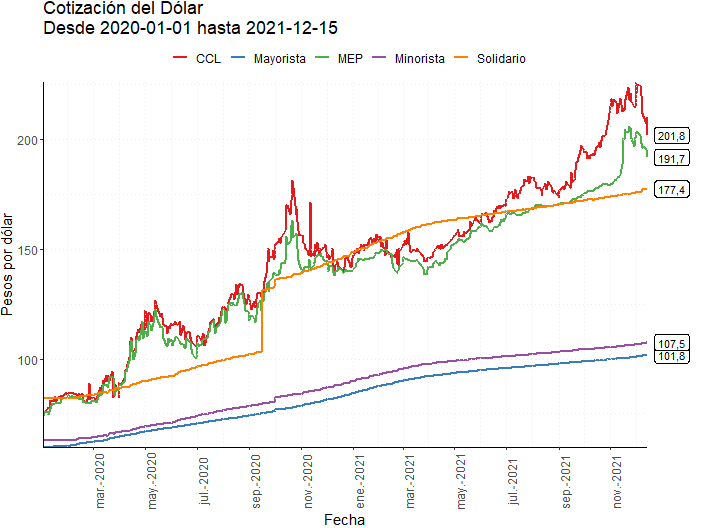 Cotización del Dólar
Desde 2020-01-01 hasta 2021-12-15
CCL Mayorista MEP Minorista Solidario
Pesos por dólar
200
150
100
201,8
191,7
177,4
107,5
101,8
mar.-2020 may.-2020 jul.-2020 sep.-2020 nov.-2020 ene.-2021 mar.-2021 may.-2021 jul.-2021 sep.-2021 nov.-2021
Fecha